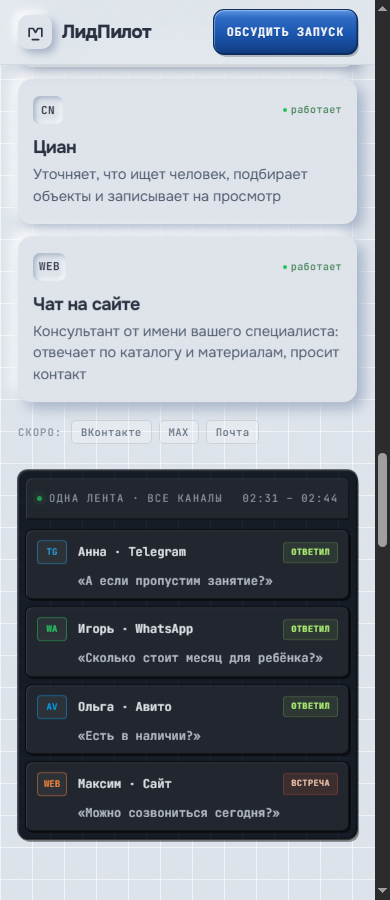 ЛидПилот
ОБСУДИТЬ ЗАПУСК
CN
работает
Циан
Уточняет, что ищет человек, подбирает
объекты и записывает на просмотр
WEB
работает
Чат на сайте
Консультант от имени вашего специалиста:
отвечает по каталогу и материалам, просит
контакт
СКОРО:
ВКонтакте
MAX
Почта
ОДНА ЛЕНТА · ВСЕ КАНАЛЫ
02:31 – 02:44
TG
Анна · Telegram
ОТВЕТИЛ
«А если пропустим занятие?»
WA
Игорь · WhatsApp
ОТВЕТИЛ
«Сколько стоит месяц для ребёнка?»
AV
Ольга · Авито
ОТВЕТИЛ
«Есть в наличии?»
WEB
Максим · Сайт
ВСТРЕЧА
«Можно созвониться сегодня?»